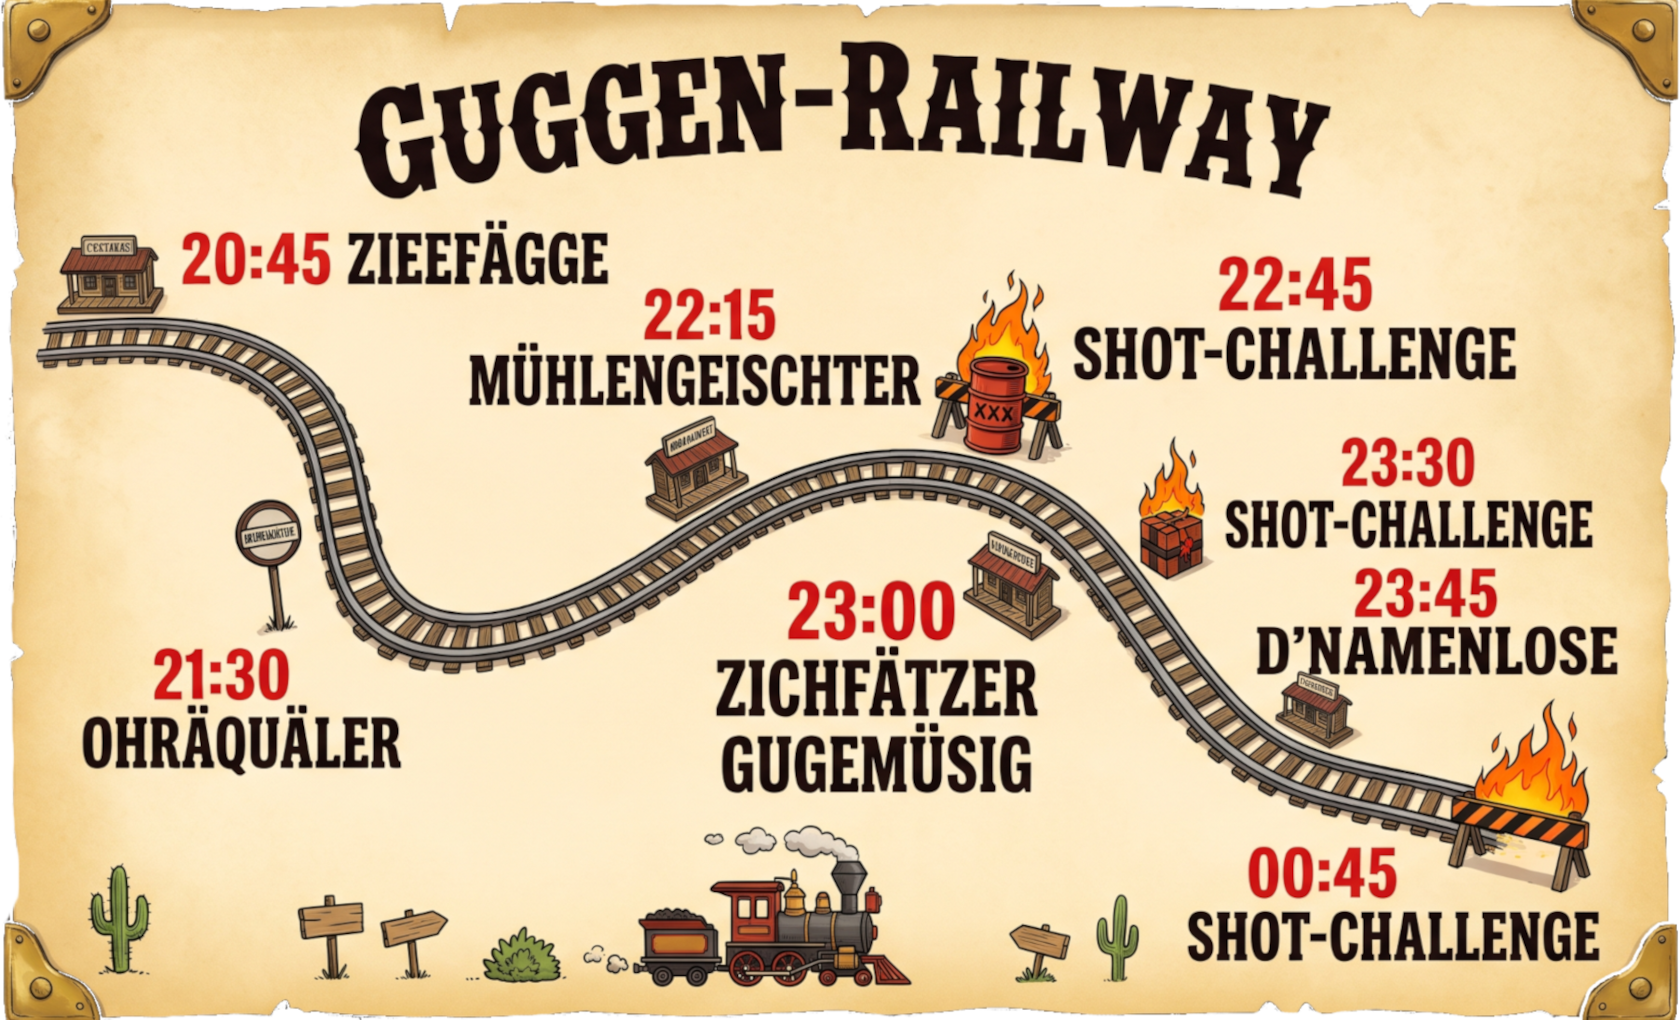 GUGGEN-RAILWAY
20:45 ZIEEFÄGGE
22:15
MÜHLENGEISCHTER
22:45
SHOT-CHALLENGE
XXX
23:30
SHOT-CHALLENGE
23:45
D’NAMENLOSE
23:00
ZICHFÄTZER
GUGEMÜSIG
21:30
OHRÄQUÄLER
00:45
SHOT-CHALLENGE